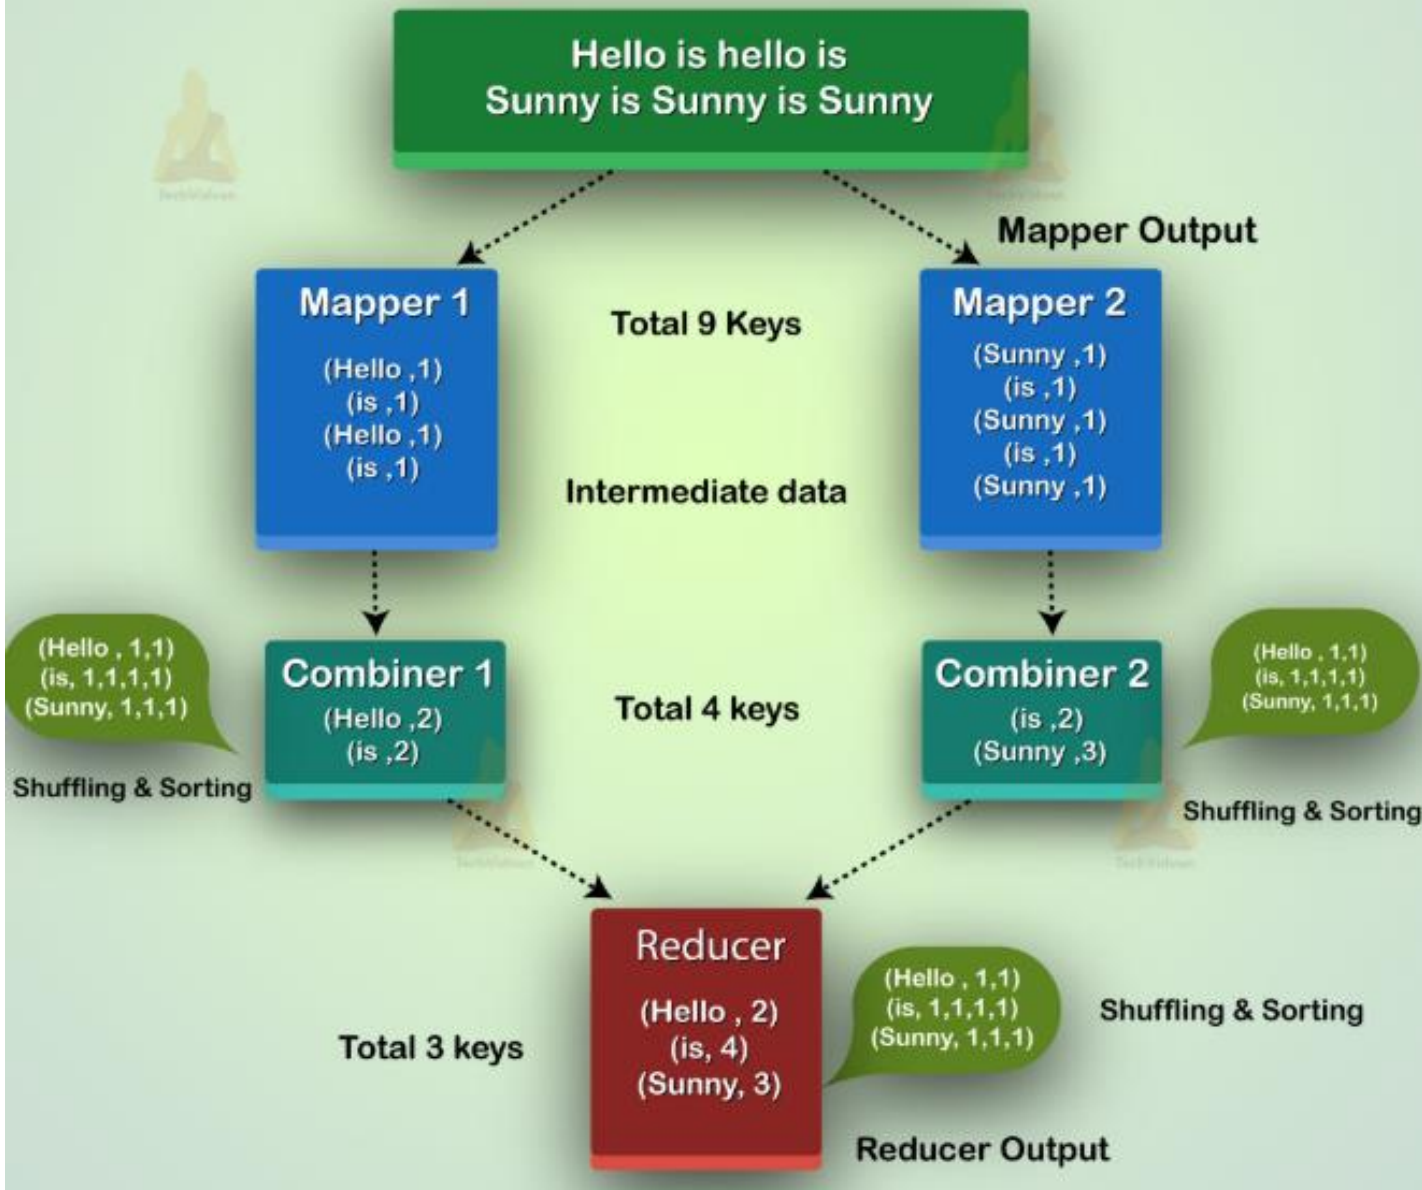 Hello is hello is
Sunny is Sunny is Sunny
Mapper Output
Mapper 1
(Hello ,1)
(is ,1)
(Hello ,1)
(is ,1)
Total 9 Keys
Intermediate data
Mapper 2
(Sunny ,1)
(is ,1)
(Sunny ,1)
(is ,1)
(Sunny ,1)
(Hello , 1,1)
(is, 1,1,1,1)
(Sunny, 1,1,1)
Shuffling & Sorting
Combiner 1
(Hello ,2)
(is ,2)
Total 4 keys
Combiner 2
(is ,2)
(Sunny ,3)
(Hello , 1,1)
(is, 1,1,1,1)
(Sunny, 1,1,1)
Shuffling & Sorting
Total 3 keys
Reducer
(Hello , 2)
(is, 4)
(Sunny, 3)
(Hello , 1,1)
(is, 1,1,1,1)
(Sunny, 1,1,1)
Shuffling & Sorting
Reducer Output